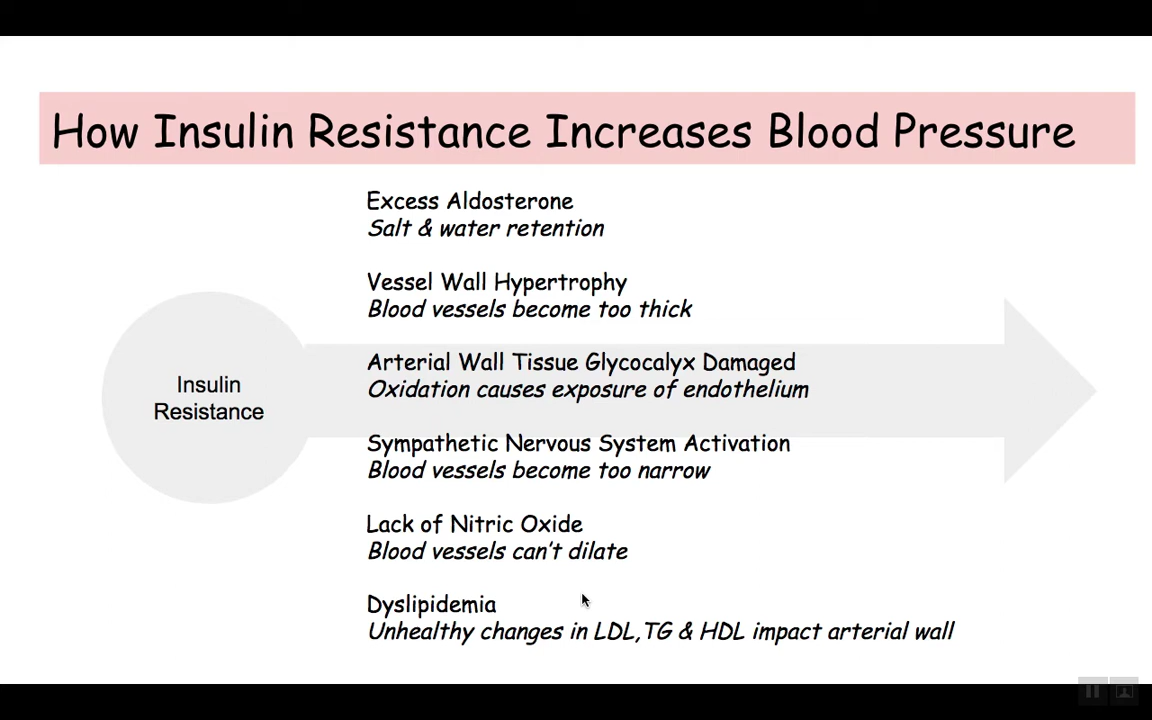 How Insulin Resistance Increases Blood Pressure
Excess Aldosterone
Salt & water retention
Vessel Wall Hypertrophy
Blood vessels become too thick
Arterial Wall Tissue Glycocalyx Damaged
Oxidation causes exposure of endothelium
Insulin
Resistance
Sympathetic Nervous System Activation
Blood vessels become too narrow
Lack of Nitric Oxide
Blood vessels can't dilate
Dyslipidemia
Unhealthy changes in LDL,TG & HDL impact arterial wall